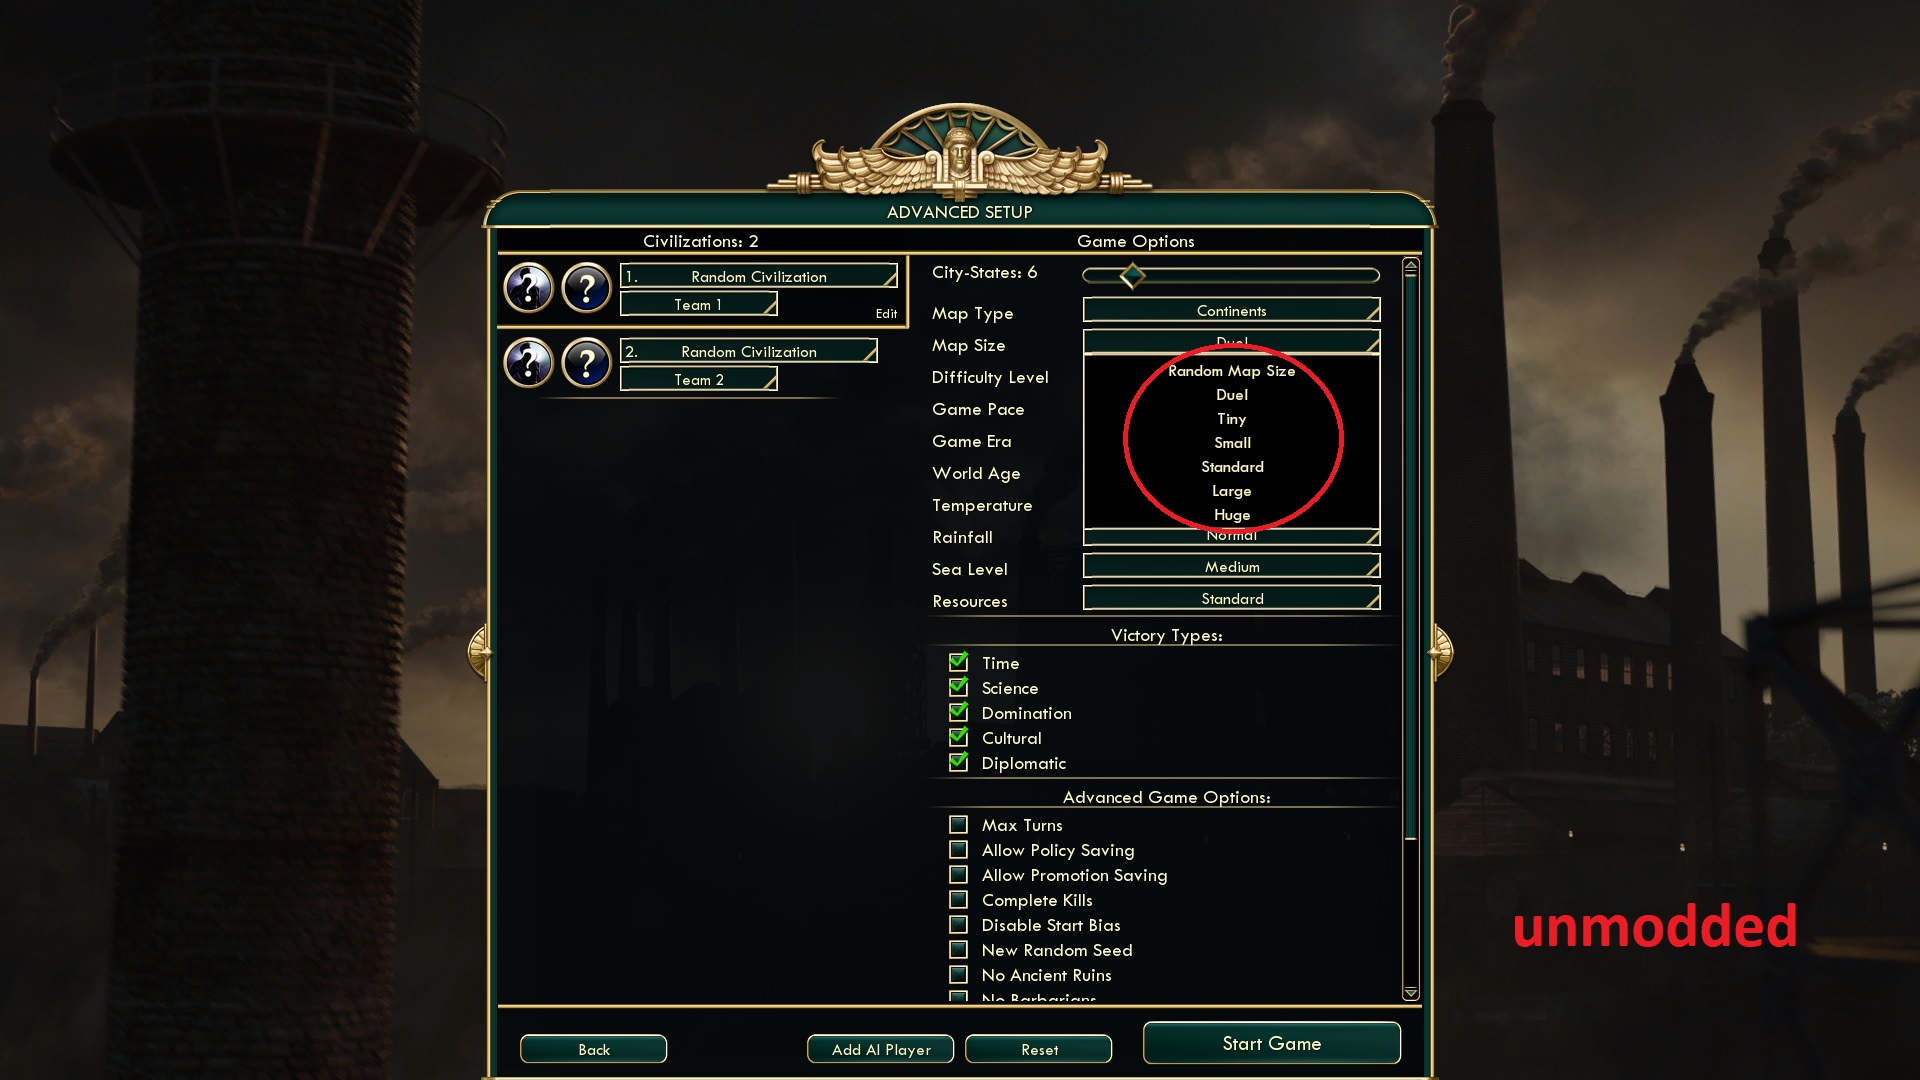 ADVANCED SETUP
Civilizations: 2
Game Options
1. Random Civilization
Team 1
Edit
2. Random Civilization
Team 2
City-States: 6
Map Type
Continents
Map Size
Duel
Random Map Size
Duel
Tiny
Small
Standard
Large
Huge
Difficulty Level
Game Pace
Game Era
World Age
Temperature
Rainfall
Normal
Sea Level
Medium
Resources
Standard
Victory Types:
Time
Science
Domination
Cultural
Diplomatic
Advanced Game Options:
Max Turns
Allow Policy Saving
Allow Promotion Saving
Complete Kills
Disable Start Bias
New Random Seed
No Ancient Ruins
No Barbarians
Back
Add AI Player
Reset
Start Game
unmodded